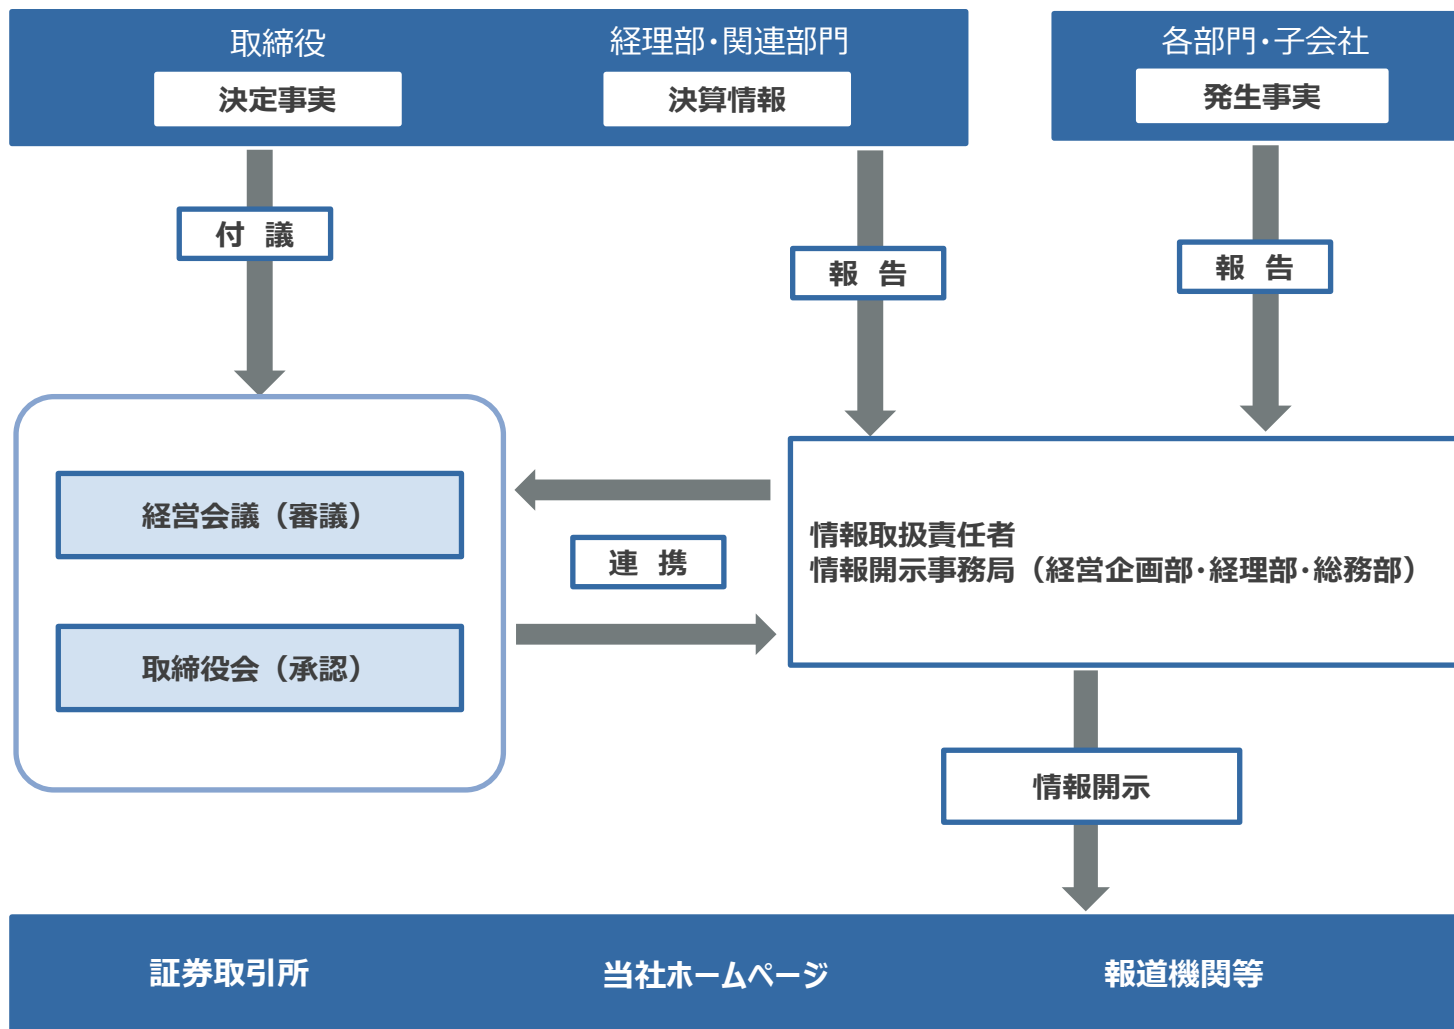 取締役
経理部・関連部門
各部門・子会社
決定事実
決算情報
発生事実
付 議
報 告
報 告
経営会議（審議）
連 携
取締役会（承認）
情報取扱責任者
情報開示事務局（経営企画部・経理部・総務部）
情報開示
証券取引所
当社ホームページ
報道機関等